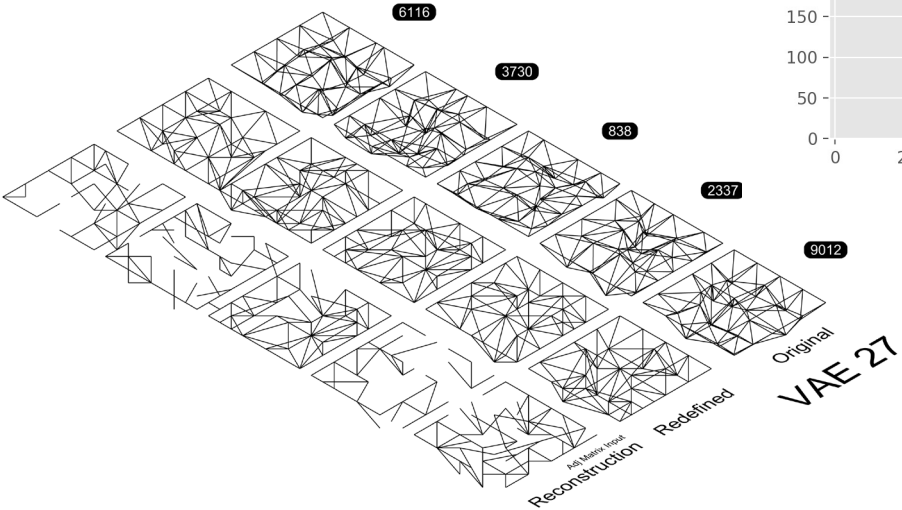 6116
3730
838
2337
9012
150
100
50
0
0
Original
VAE 27
Redefined
Adj Matrix Input
Reconstruction